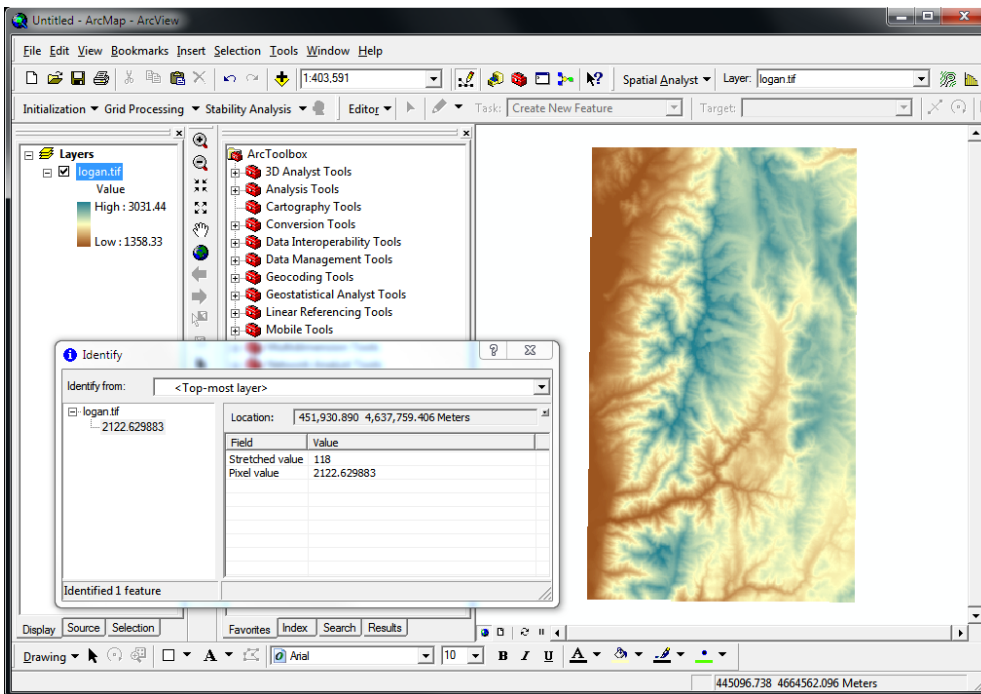 Untitled - ArcMap - ArcView
File Edit View Bookmarks Insert Selection Tools Window Help
1:403,591 Spatial Analyst Layer: logan.tif
Initialization Grid Processing Stability Analysis Editor Task: Create New Feature Target:
Layers
logan.tif
Value
High : 3031.44
Low : 1358.33
ArcToolbox
3D Analyst Tools
Analysis Tools
Cartography Tools
Conversion Tools
Data Interoperability Tools
Data Management Tools
Geocoding Tools
Geostatistical Analyst Tools
Linear Referencing Tools
Mobile Tools
Multidimension Tools
Network Analyst Tools
Identify
Identify from: <Top-most layer>
logan.tif
2122.629883
Location: 451,930.890 4,637,759.406 Meters
Field Value
Stretched value 118
Pixel value 2122.629883
Identified 1 feature
Display Source Selection
Favorites Index Search Results
Drawing A Arial 10 B I U A
445096.738 4664562.096 Meters